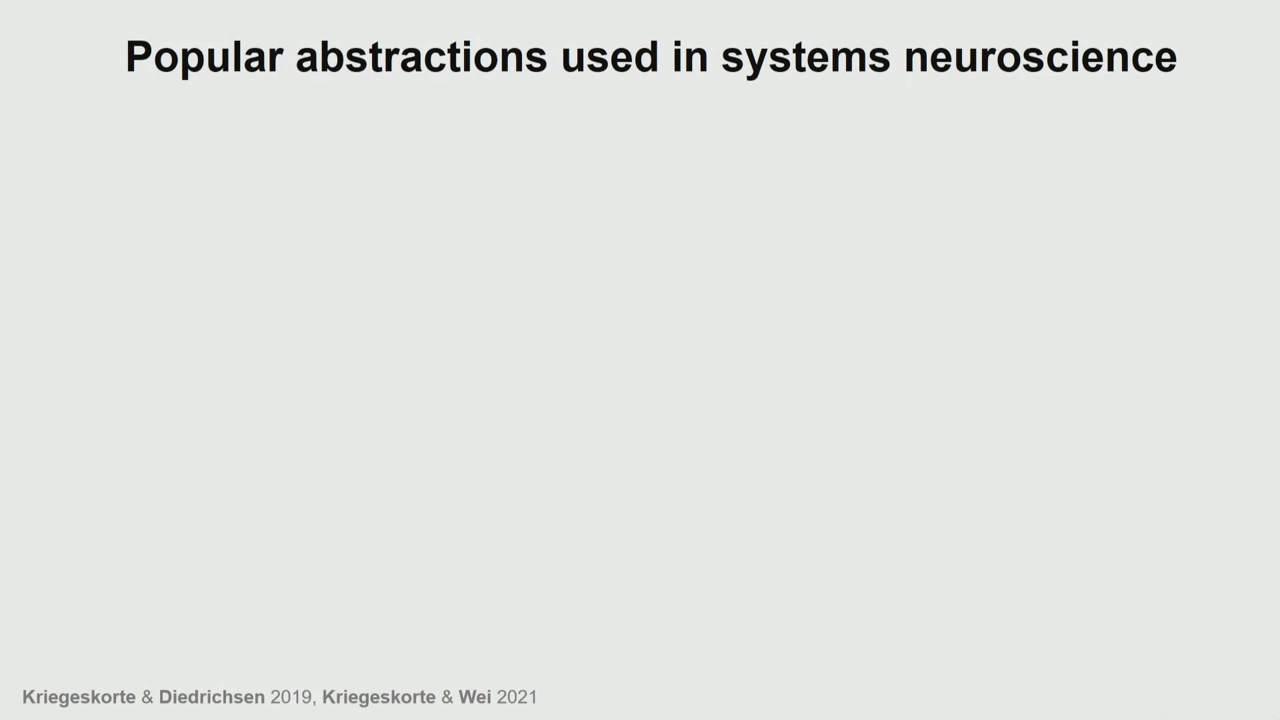 Popular abstractions used in systems neuroscience
Kriegeskorte & Diedrichsen 2019, Kriegeskorte & Wei 2021